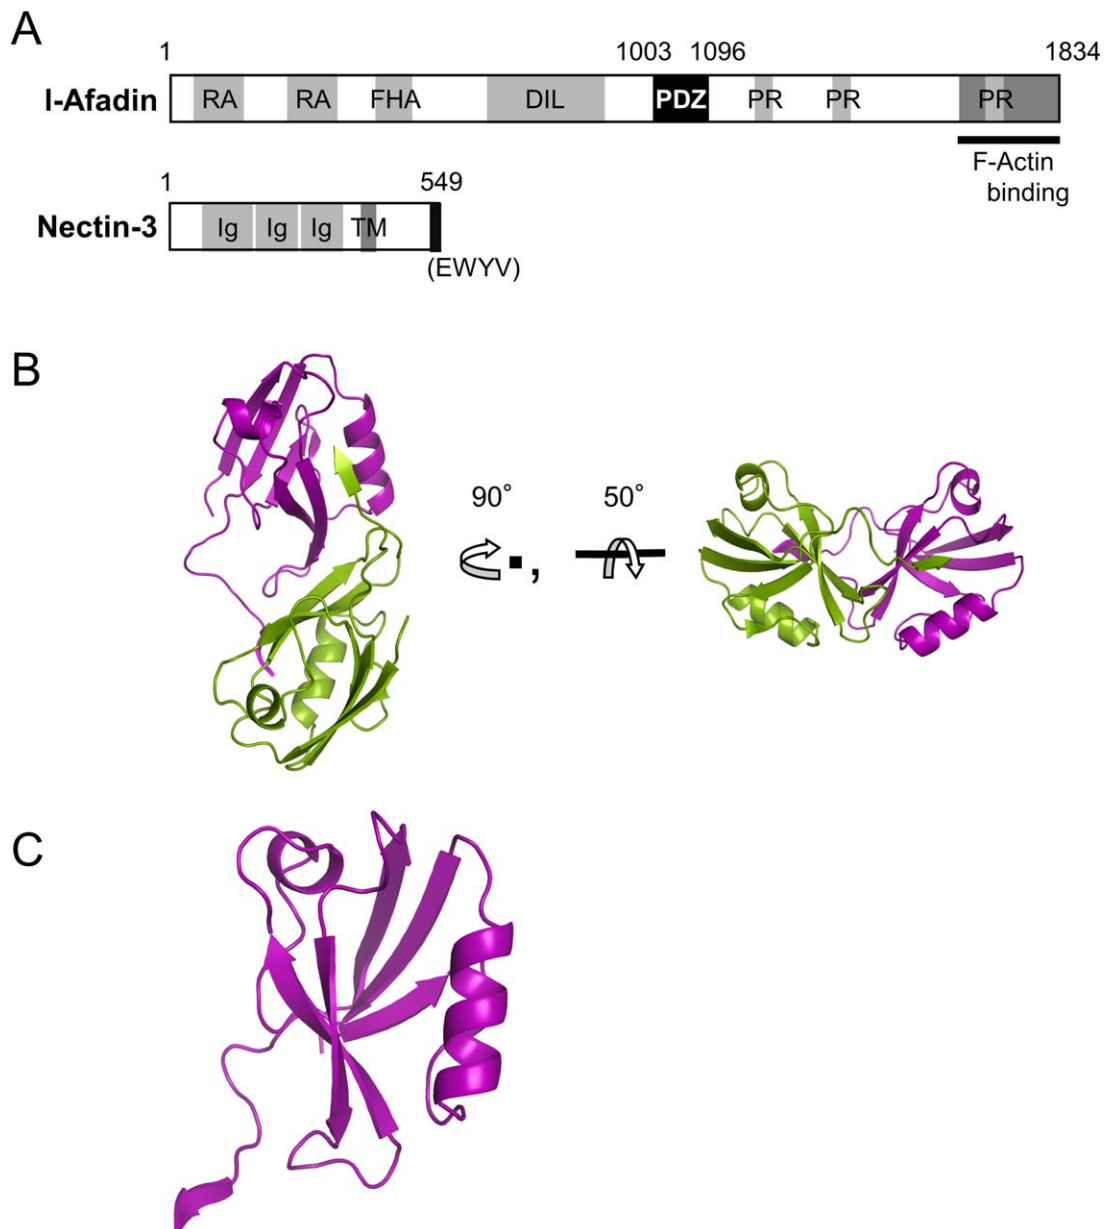 A
1 1003 1096 1834
l-Afadin RA RA FHA DIL PDZ PR PR PR
F-Actin
binding
1 549
Nectin-3 Ig Ig Ig TM
(EWYV)
B
90° 50°
,
C